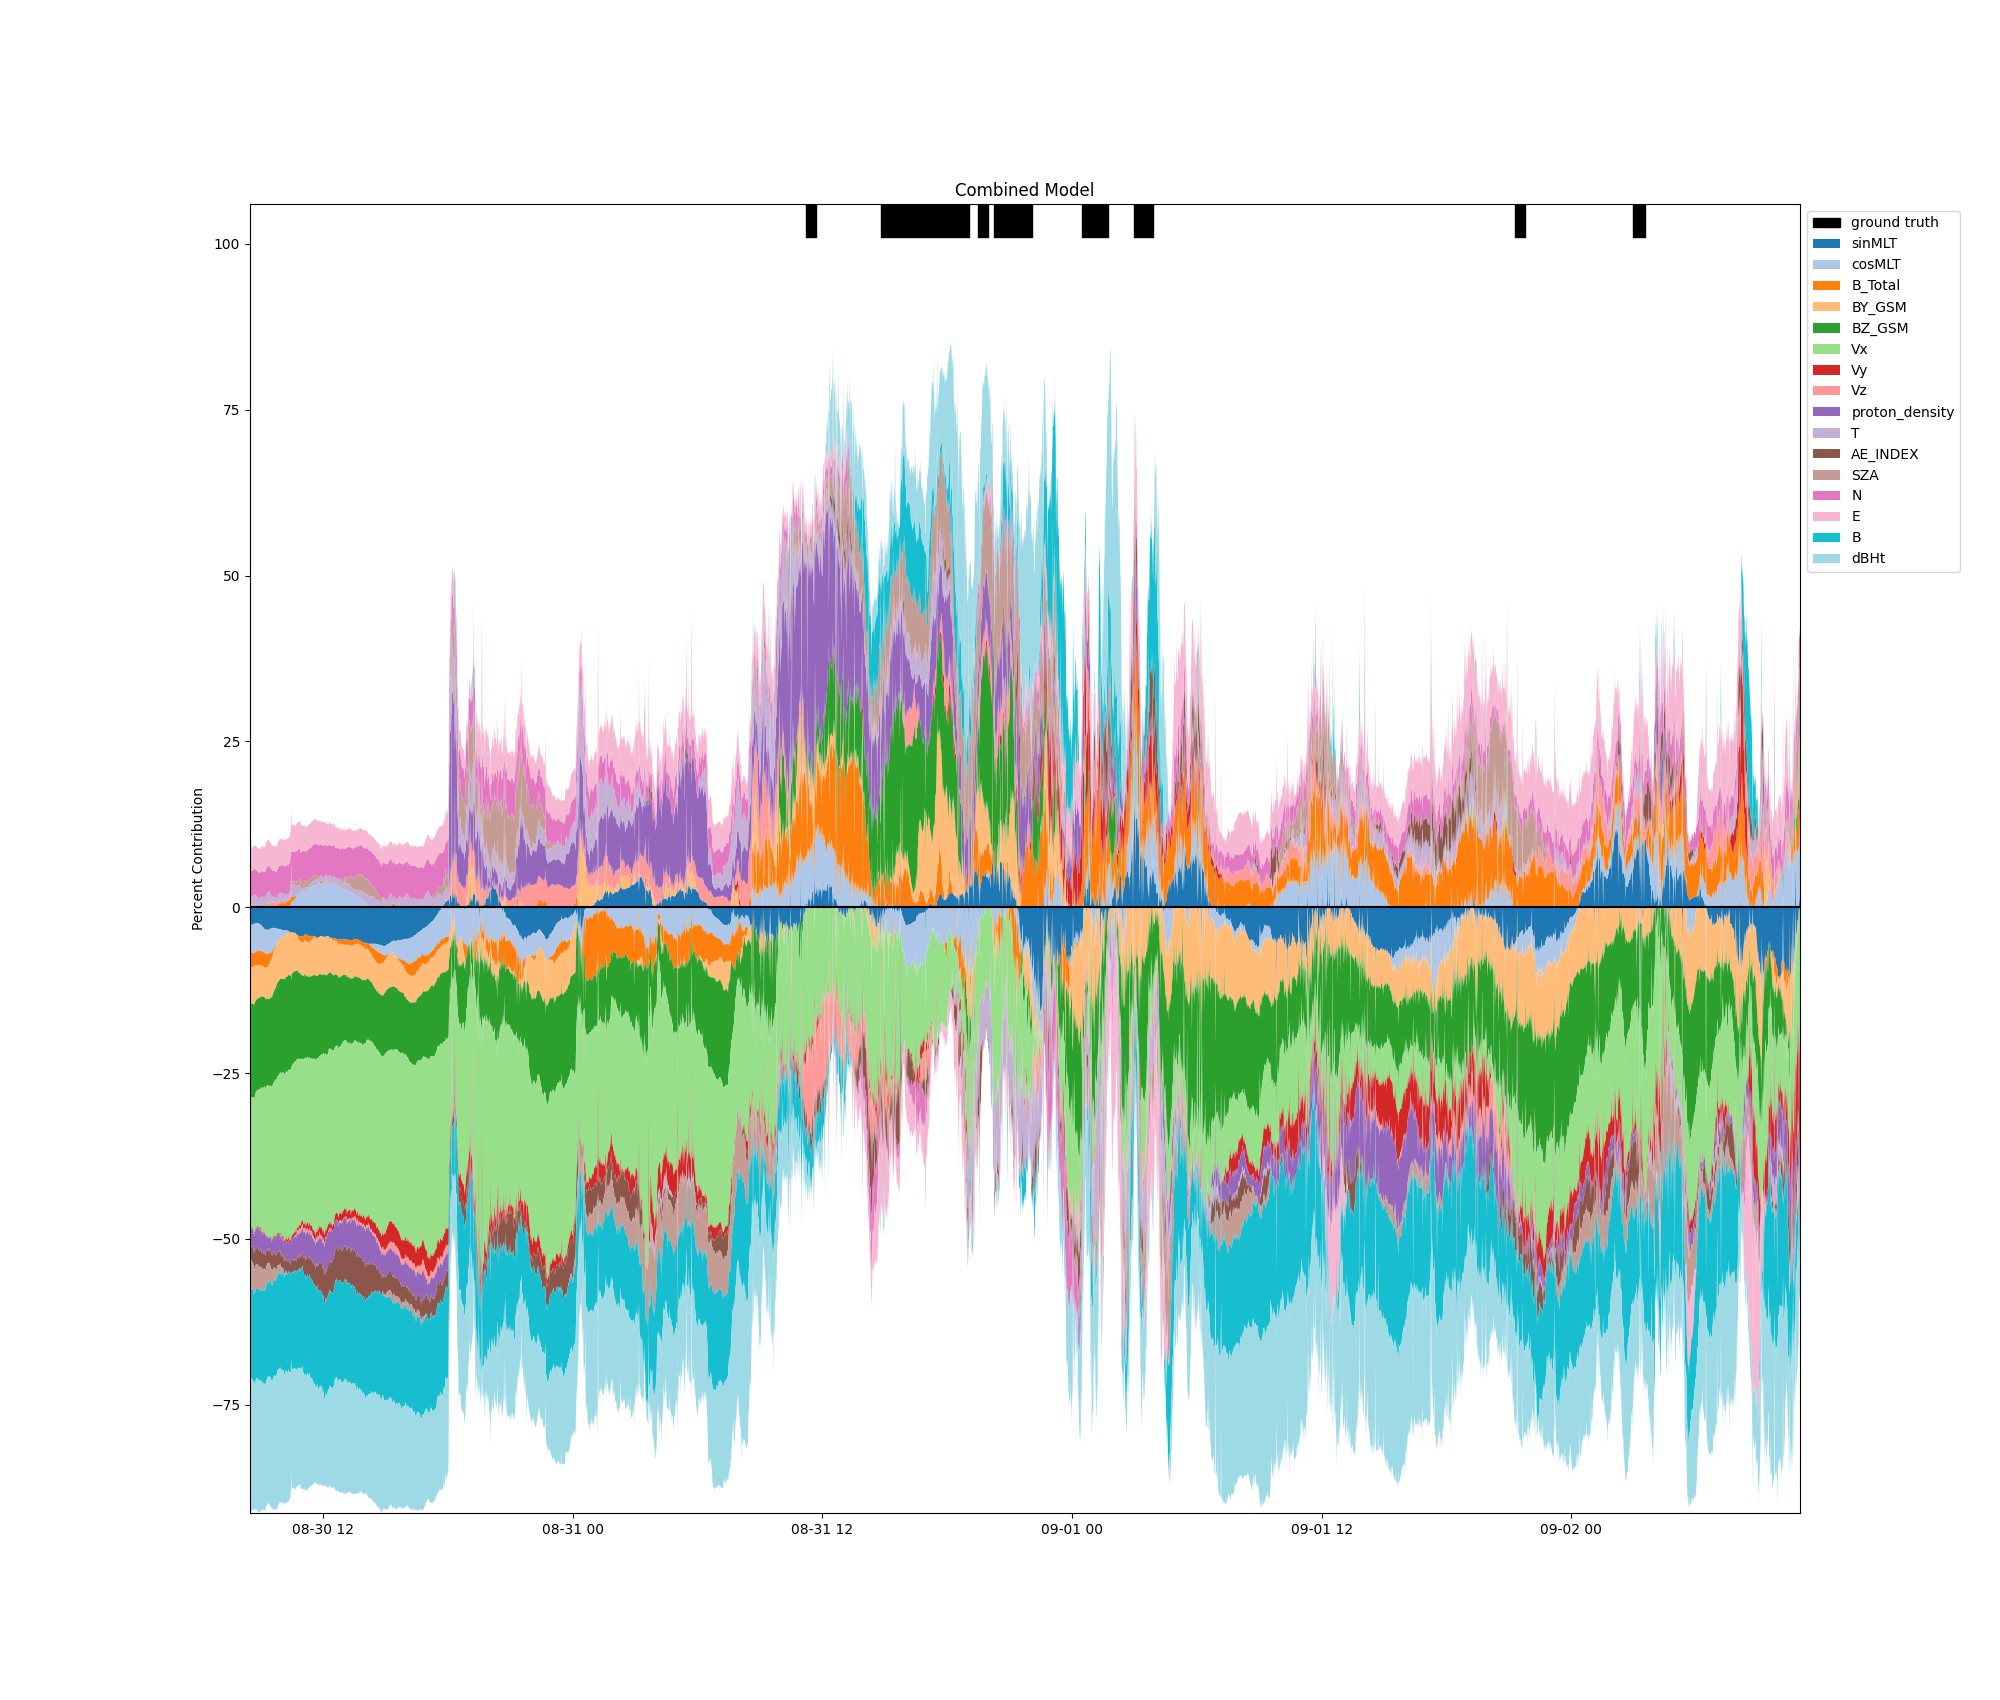 Combined Model
Percent Contribution
100
75
50
25
0
−25
−50
−75
08-30 12
08-31 00
08-31 12
09-01 00
09-01 12
09-02 00
ground truth
sinMLT
cosMLT
B_Total
BY_GSM
BZ_GSM
Vx
Vy
Vz
proton_density
T
AE_INDEX
SZA
N
E
B
dBHt